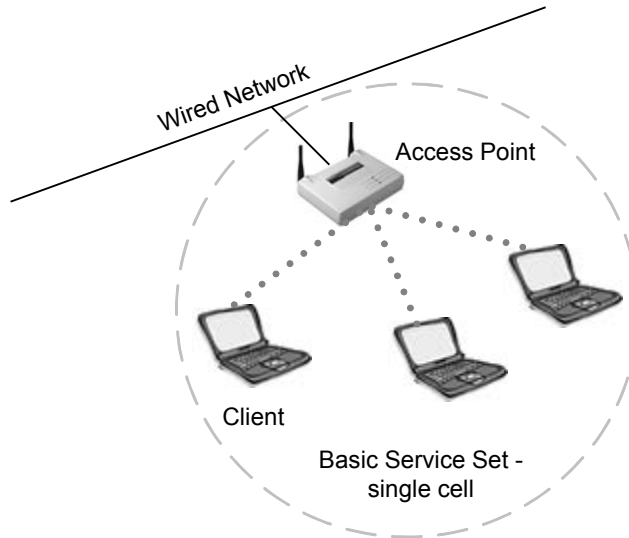 Wired Network
Access Point
Client
Basic Service Set -
single cell